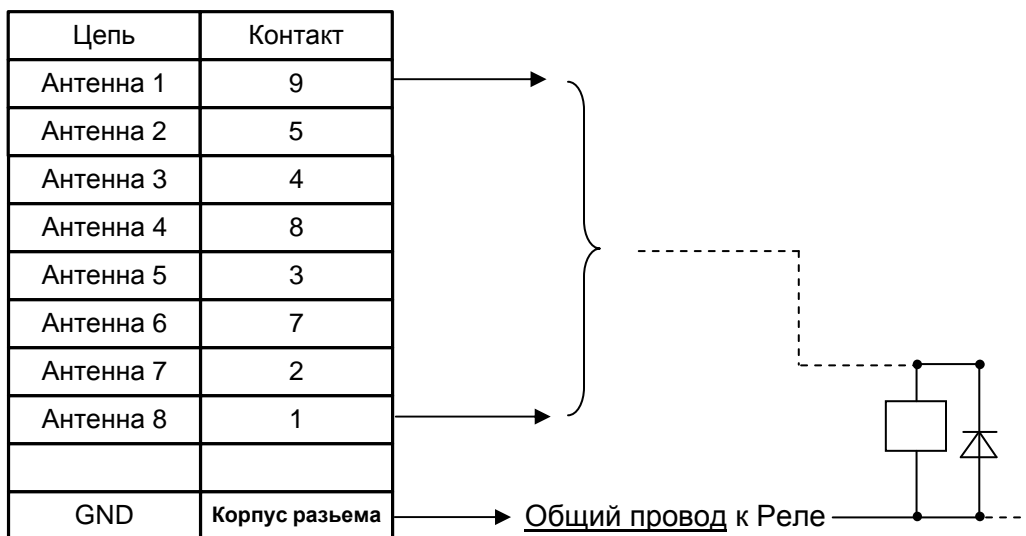 Цепь Контакт
Антенна 1 9
Антенна 2 5
Антенна 3 4
Антенна 4 8
Антенна 5 3
Антенна 6 7
Антенна 7 2
Антенна 8 1
GND Корпус разьема Общий провод к Реле